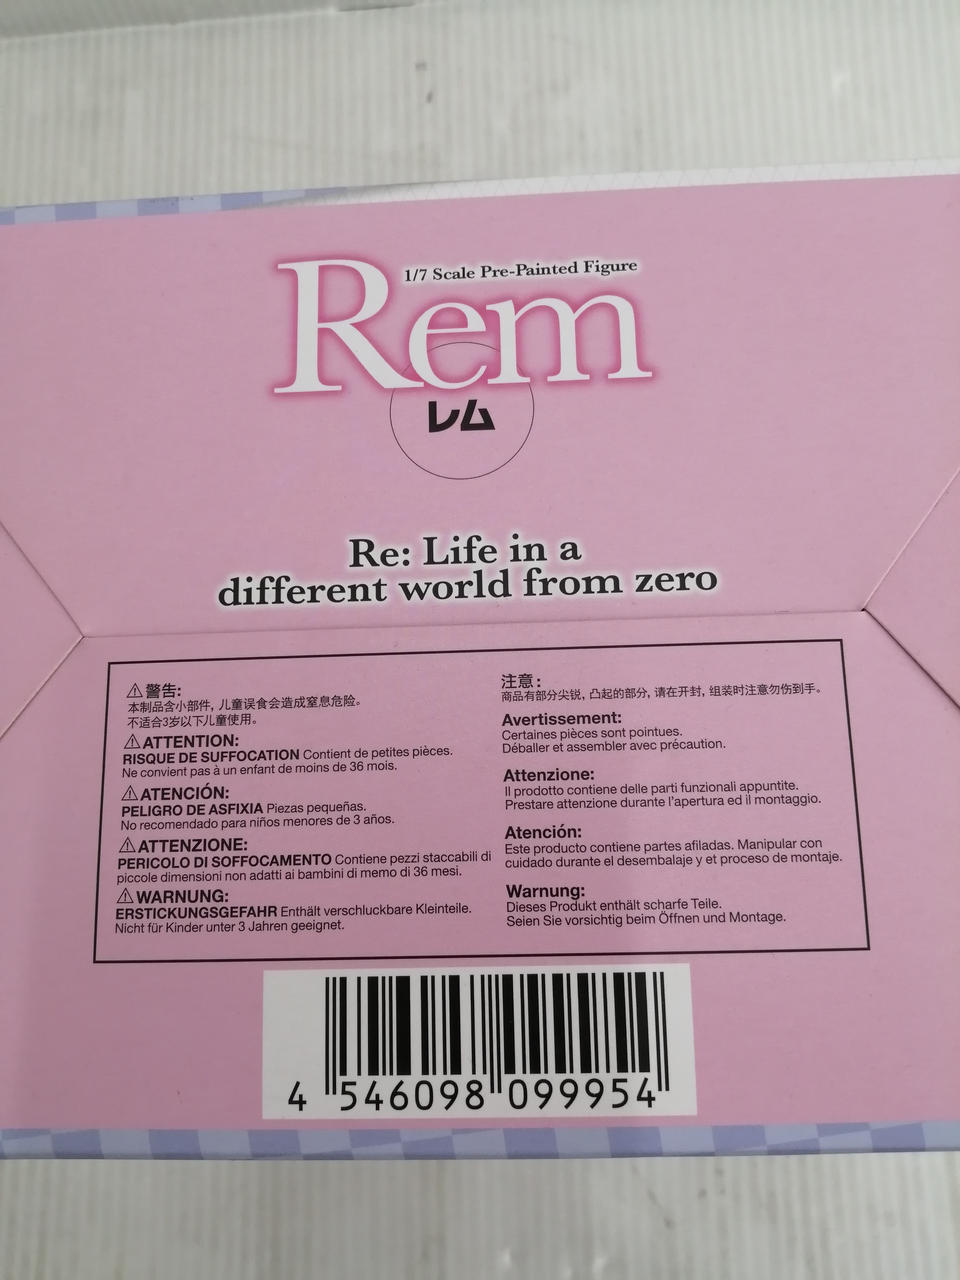 1/7 Scale Pre-Painted Figure
Rem
レム
Re: Life in a
different world from zero
⚠警告:
本制品含小部件, 儿童误食会造成窒息危险。
不适合3岁以下儿童使用。
⚠ATTENTION:
RISQUE DE SUFFOCATION Contient de petites pièces.
Ne convient pas à un enfant de moins de 36 mois.
⚠ATENCIÓN:
PELIGRO DE ASFIXIA Piezas pequeñas.
No recomendado para niños menores de 3 años.
⚠ATTENZIONE:
PERICOLO DI SOFFOCAMENTO Contiene pezzi staccabili di
piccole dimensioni non adatti ai bambini di memo di 36 mesi.
⚠WARNUNG:
ERSTICKUNGSGEFAHR Enthält verschluckbare Kleinteile.
Nicht für Kinder unter 3 Jahren geeignet.
注意:
商品有部分尖锐, 凸起的部分, 请在开封, 组装时注意勿伤到手。
Avertissement:
Certaines pièces sont pointues.
Déballer et assembler avec précaution.
Attenzione:
Il prodotto contiene delle parti funzionali appuntite.
Prestare attenzione durante l'apertura ed il montaggio.
Atención:
Este producto contiene partes afiladas. Manipular con
cuidado durante el desembalaje y et proceso de montaje.
Warnung:
Dieses Produkt enthält scharfe Teile.
Seien Sie vorsichtig beim Öffnen und Montage.
4 546098 099954